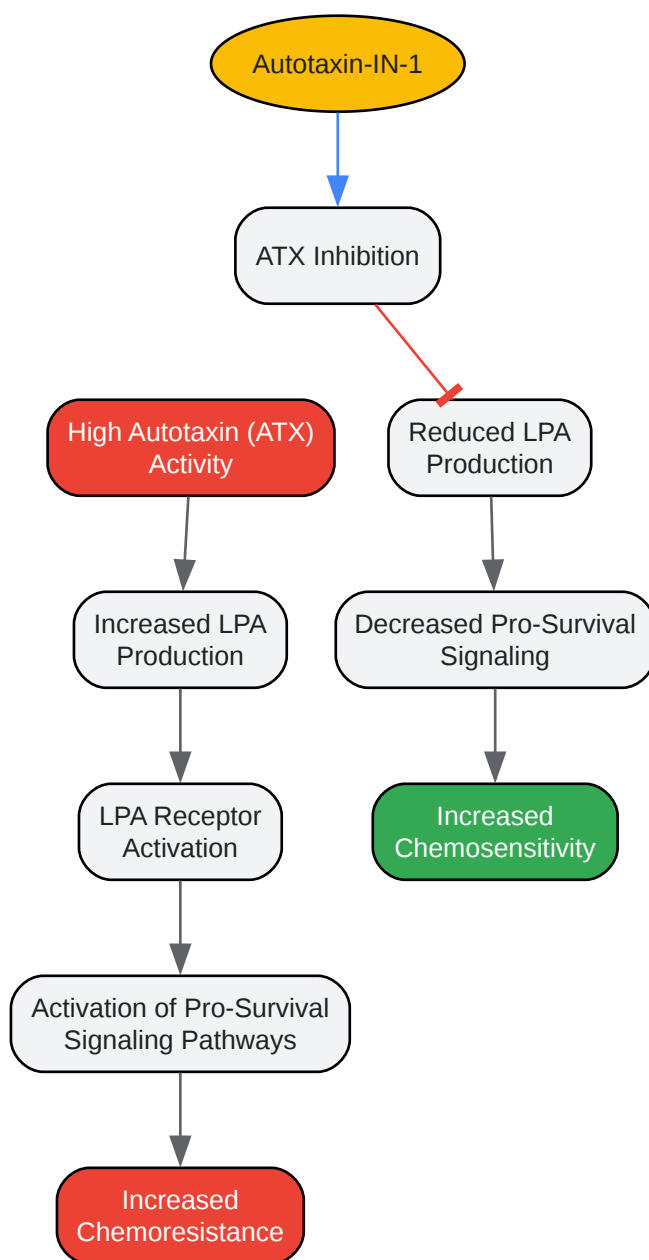 Autotaxin-IN-1
ATX Inhibition
High Autotaxin (ATX)
Activity
Reduced LPA
Production
Increased LPA
Production
Decreased Pro-Survival
Signaling
LPA Receptor
Activation
Increased
Chemosensitivity
Activation of Pro-Survival
Signaling Pathways
Increased
Chemoresistance